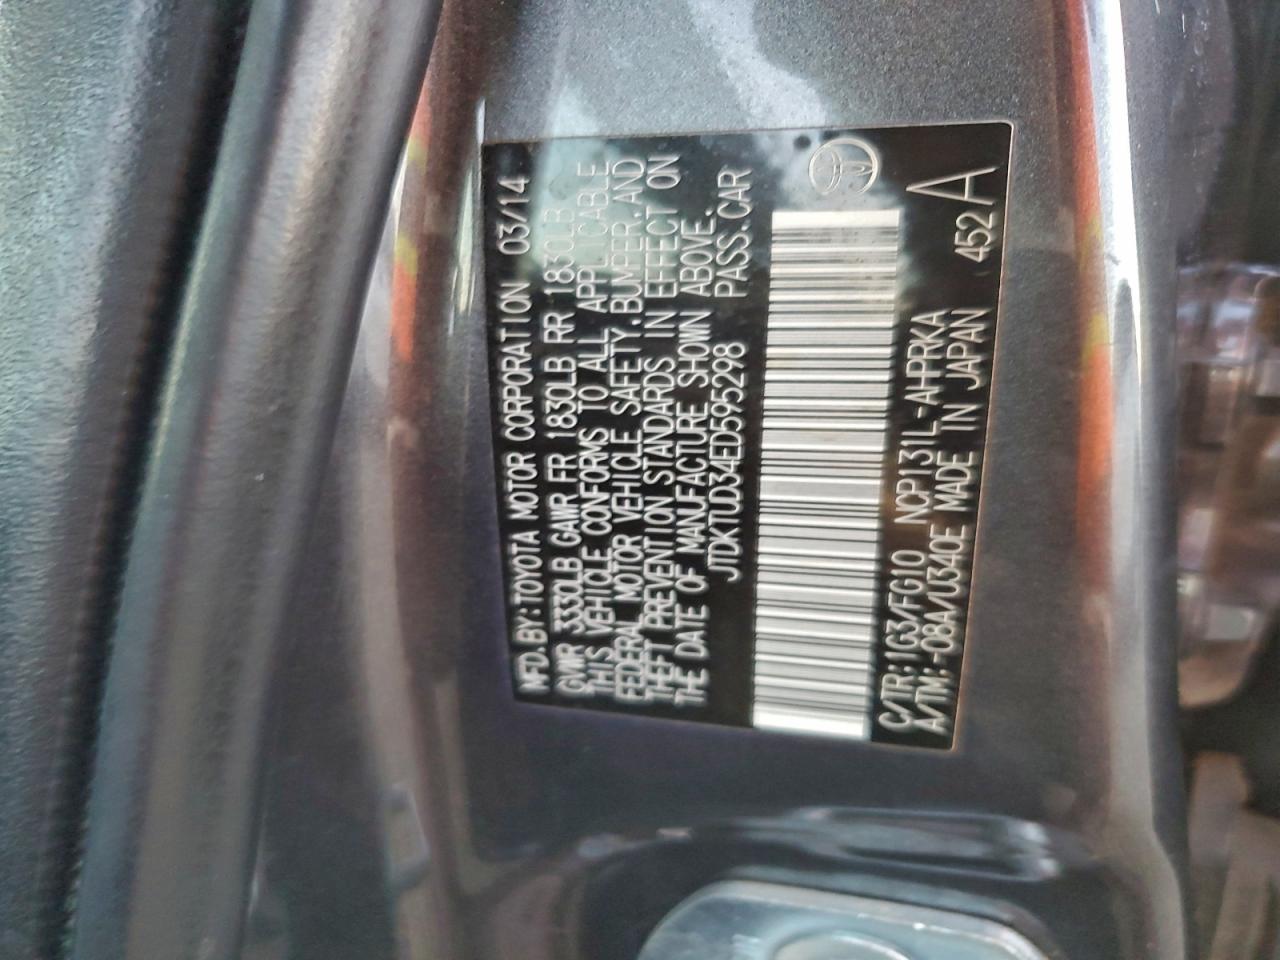 MFD.BY:TOYOTA MOTOR CORPORATION 03/14
GVWR 3330LB GAWR FR 1830LB RR 1830LB
THIS VEHICLE CONFORMS TO ALL APPLICABLE
FEDERAL MOTOR VEHICLE SAFETY,BUMPER,AND
THEFT PREVENTION STANDARDS IN EFFECT ON
THE DATE OF MANUFACTURE SHOWN ABOVE.
JTDKTUD34ED595298 PASS.CAR
C/TR:1G3/FG10 NCP131L-AHPRKA
A/TM:-08A/U340E MADE IN JAPAN 452 A